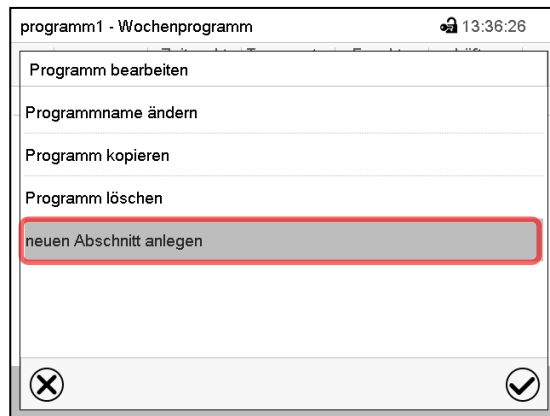 programm1 - Wochenprogramm 13:36:26
Programm bearbeiten
Programmname ändern
Programm kopieren
Programm löschen
neuen Abschnitt anlegen